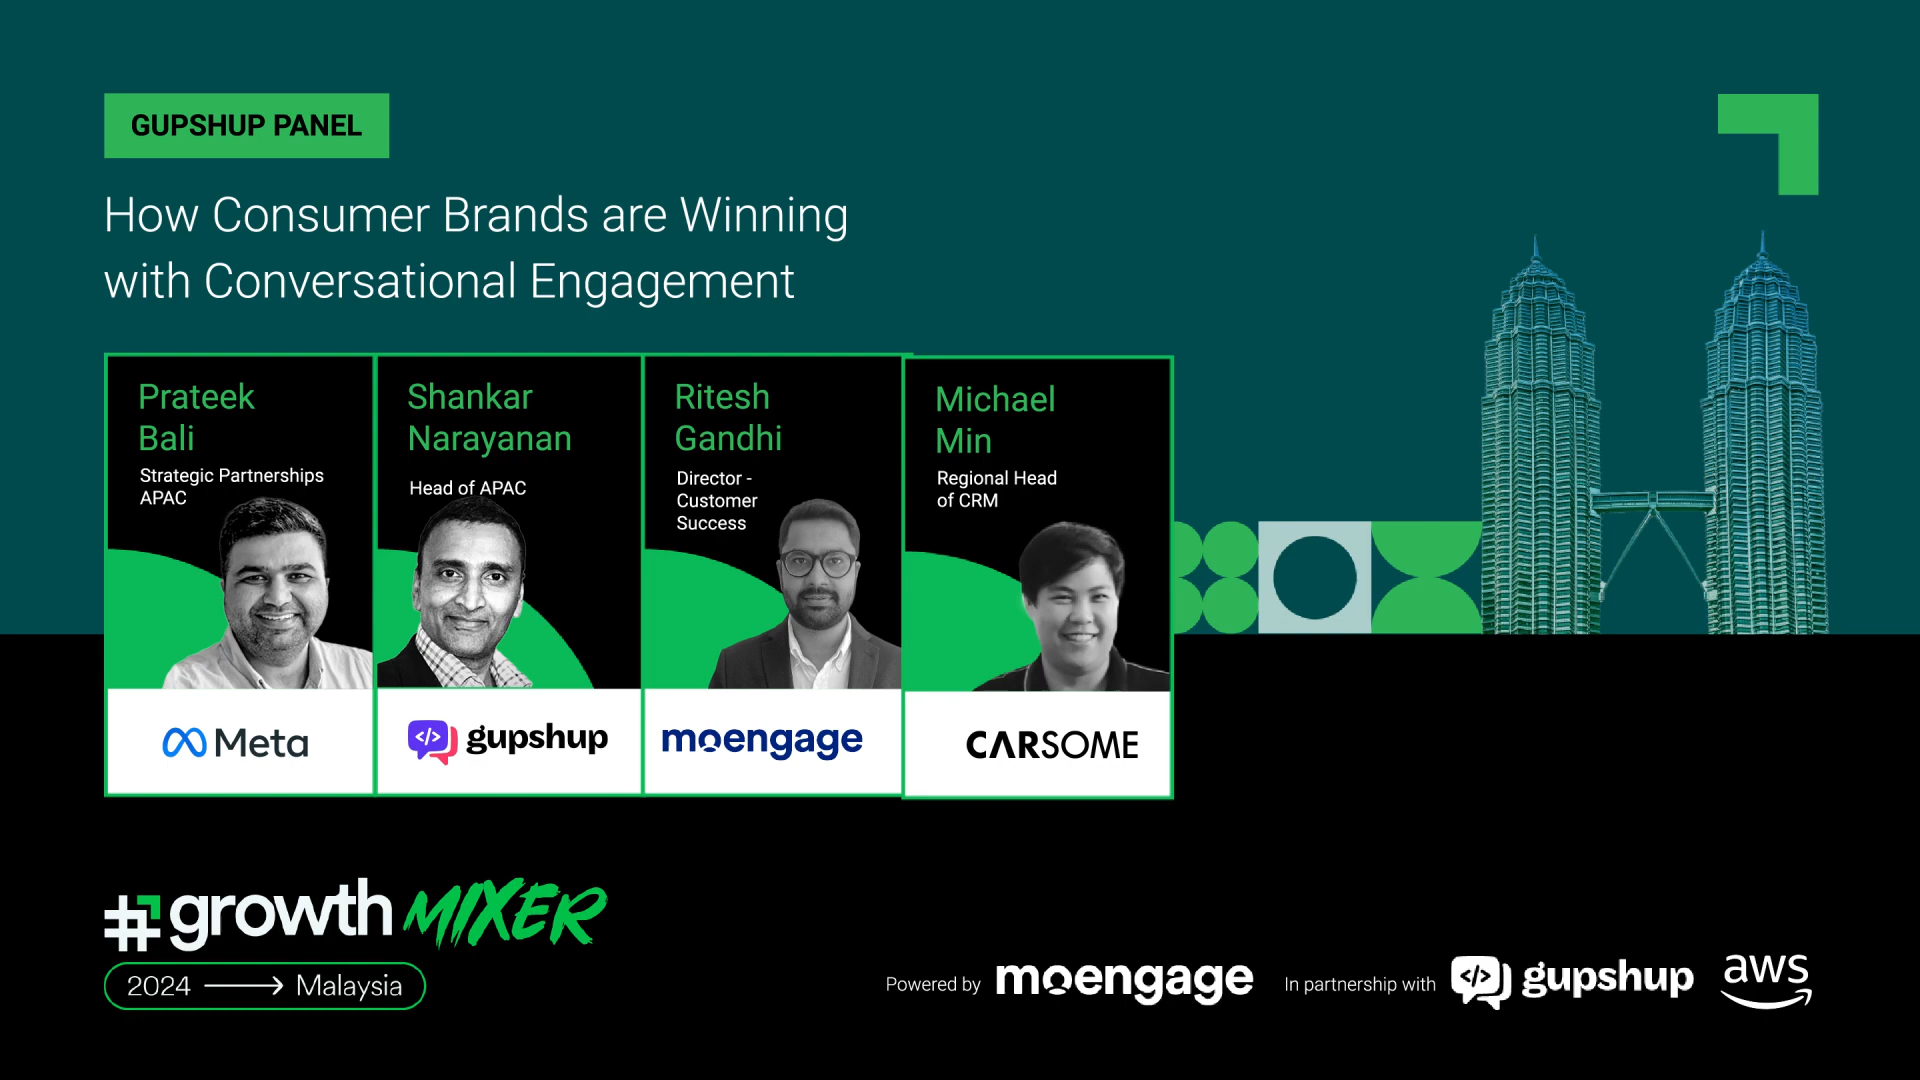 GUPSHUP PANEL
How Consumer Brands are Winning
with Conversational Engagement
Prateek
Bali
Strategic Partnerships
APAC
Meta
Shankar
Narayanan
Head of APAC
</> gupshup
Ritesh
Gandhi
Director -
Customer
Success
moengage
Michael
Min
Regional Head
of CRM
CARSOME
#growth MIXER
2024 → Malaysia
Powered by moengage
In partnership with </> gupshup aws